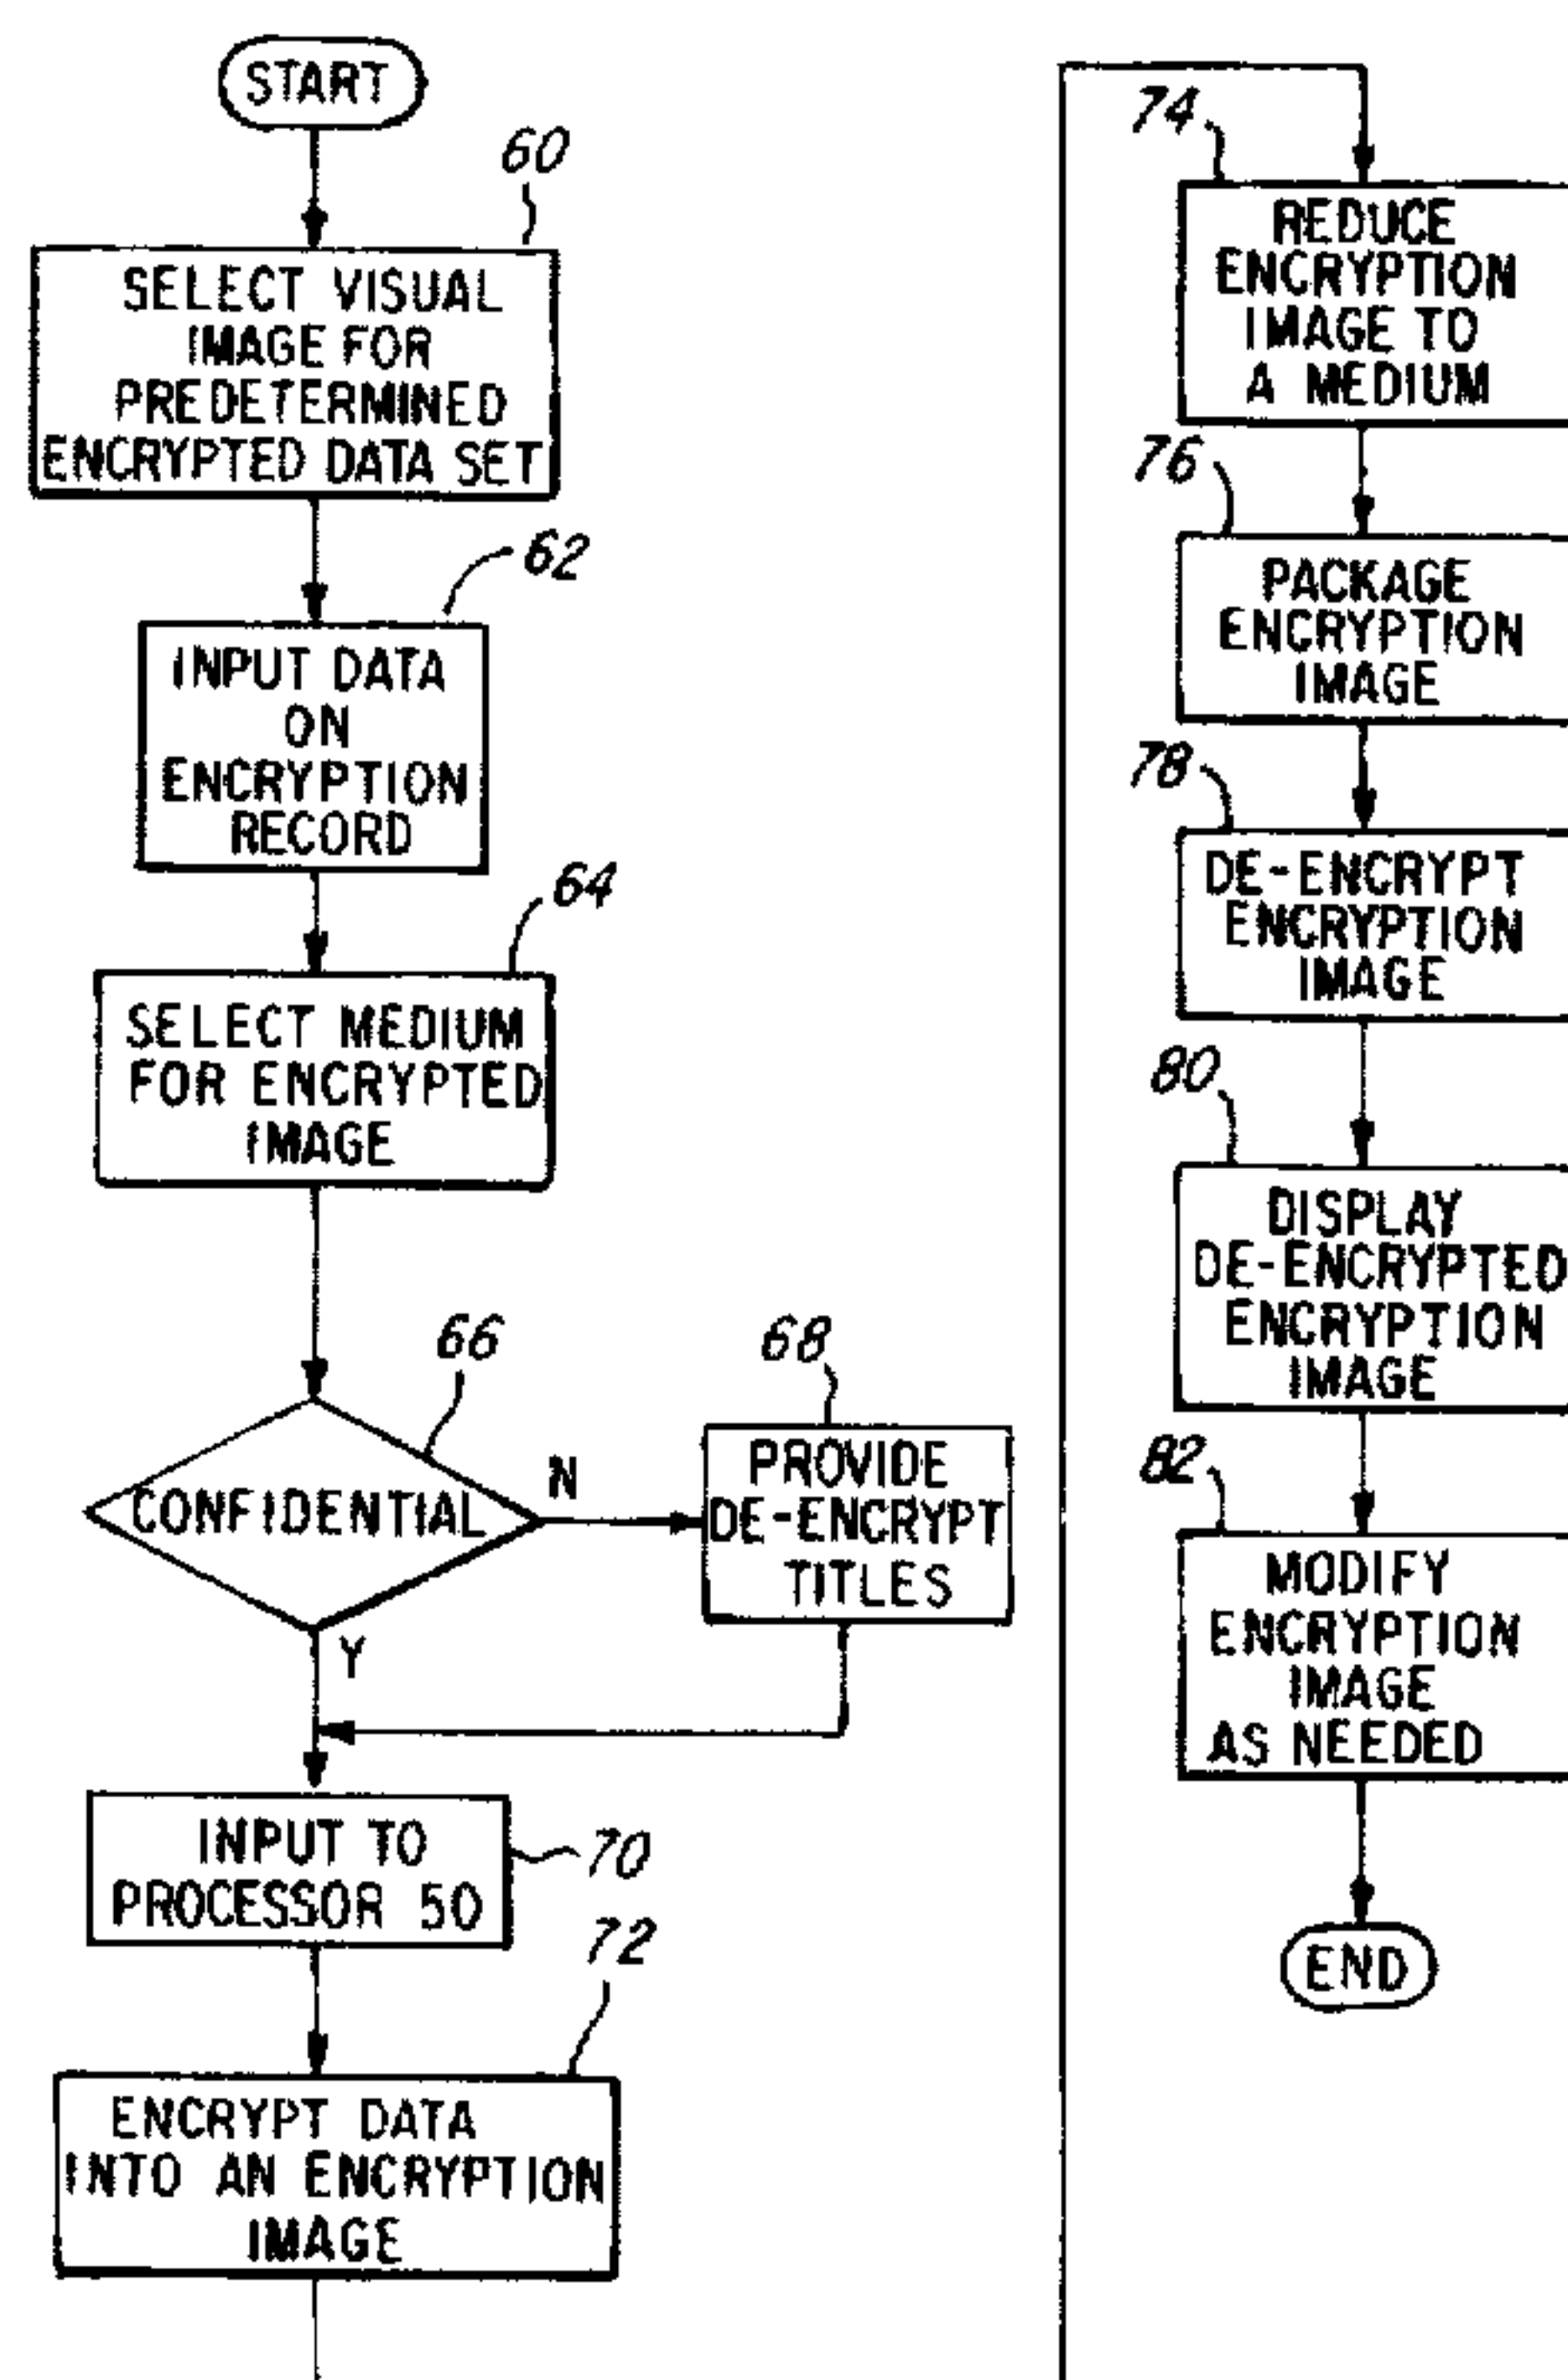 START
60
SELECT VISUAL
IMAGE FOR
PREDETERMINED
ENCRYPTED DATA SET
62
INPUT DATA
ON
ENCRYPTION
RECORD
64
SELECT MEDIUM
FOR ENCRYPTED
IMAGE
66
CONFIDENTIAL
N
Y
68
PROVIDE
DE-ENCRYPT
TITLES
INPUT TO
PROCESSOR 50
70
72
ENCRYPT DATA
INTO AN ENCRYPTION
IMAGE
74
REDUCE
ENCRYPTION
IMAGE TO
A MEDIUM
76
PACKAGE
ENCRYPTION
IMAGE
78
DE-ENCRYPT
ENCRYPTION
IMAGE
80
DISPLAY
DE-ENCRYPTED
ENCRYPTION
IMAGE
82
MODIFY
ENCRYPTION
IMAGE
AS NEEDED
END